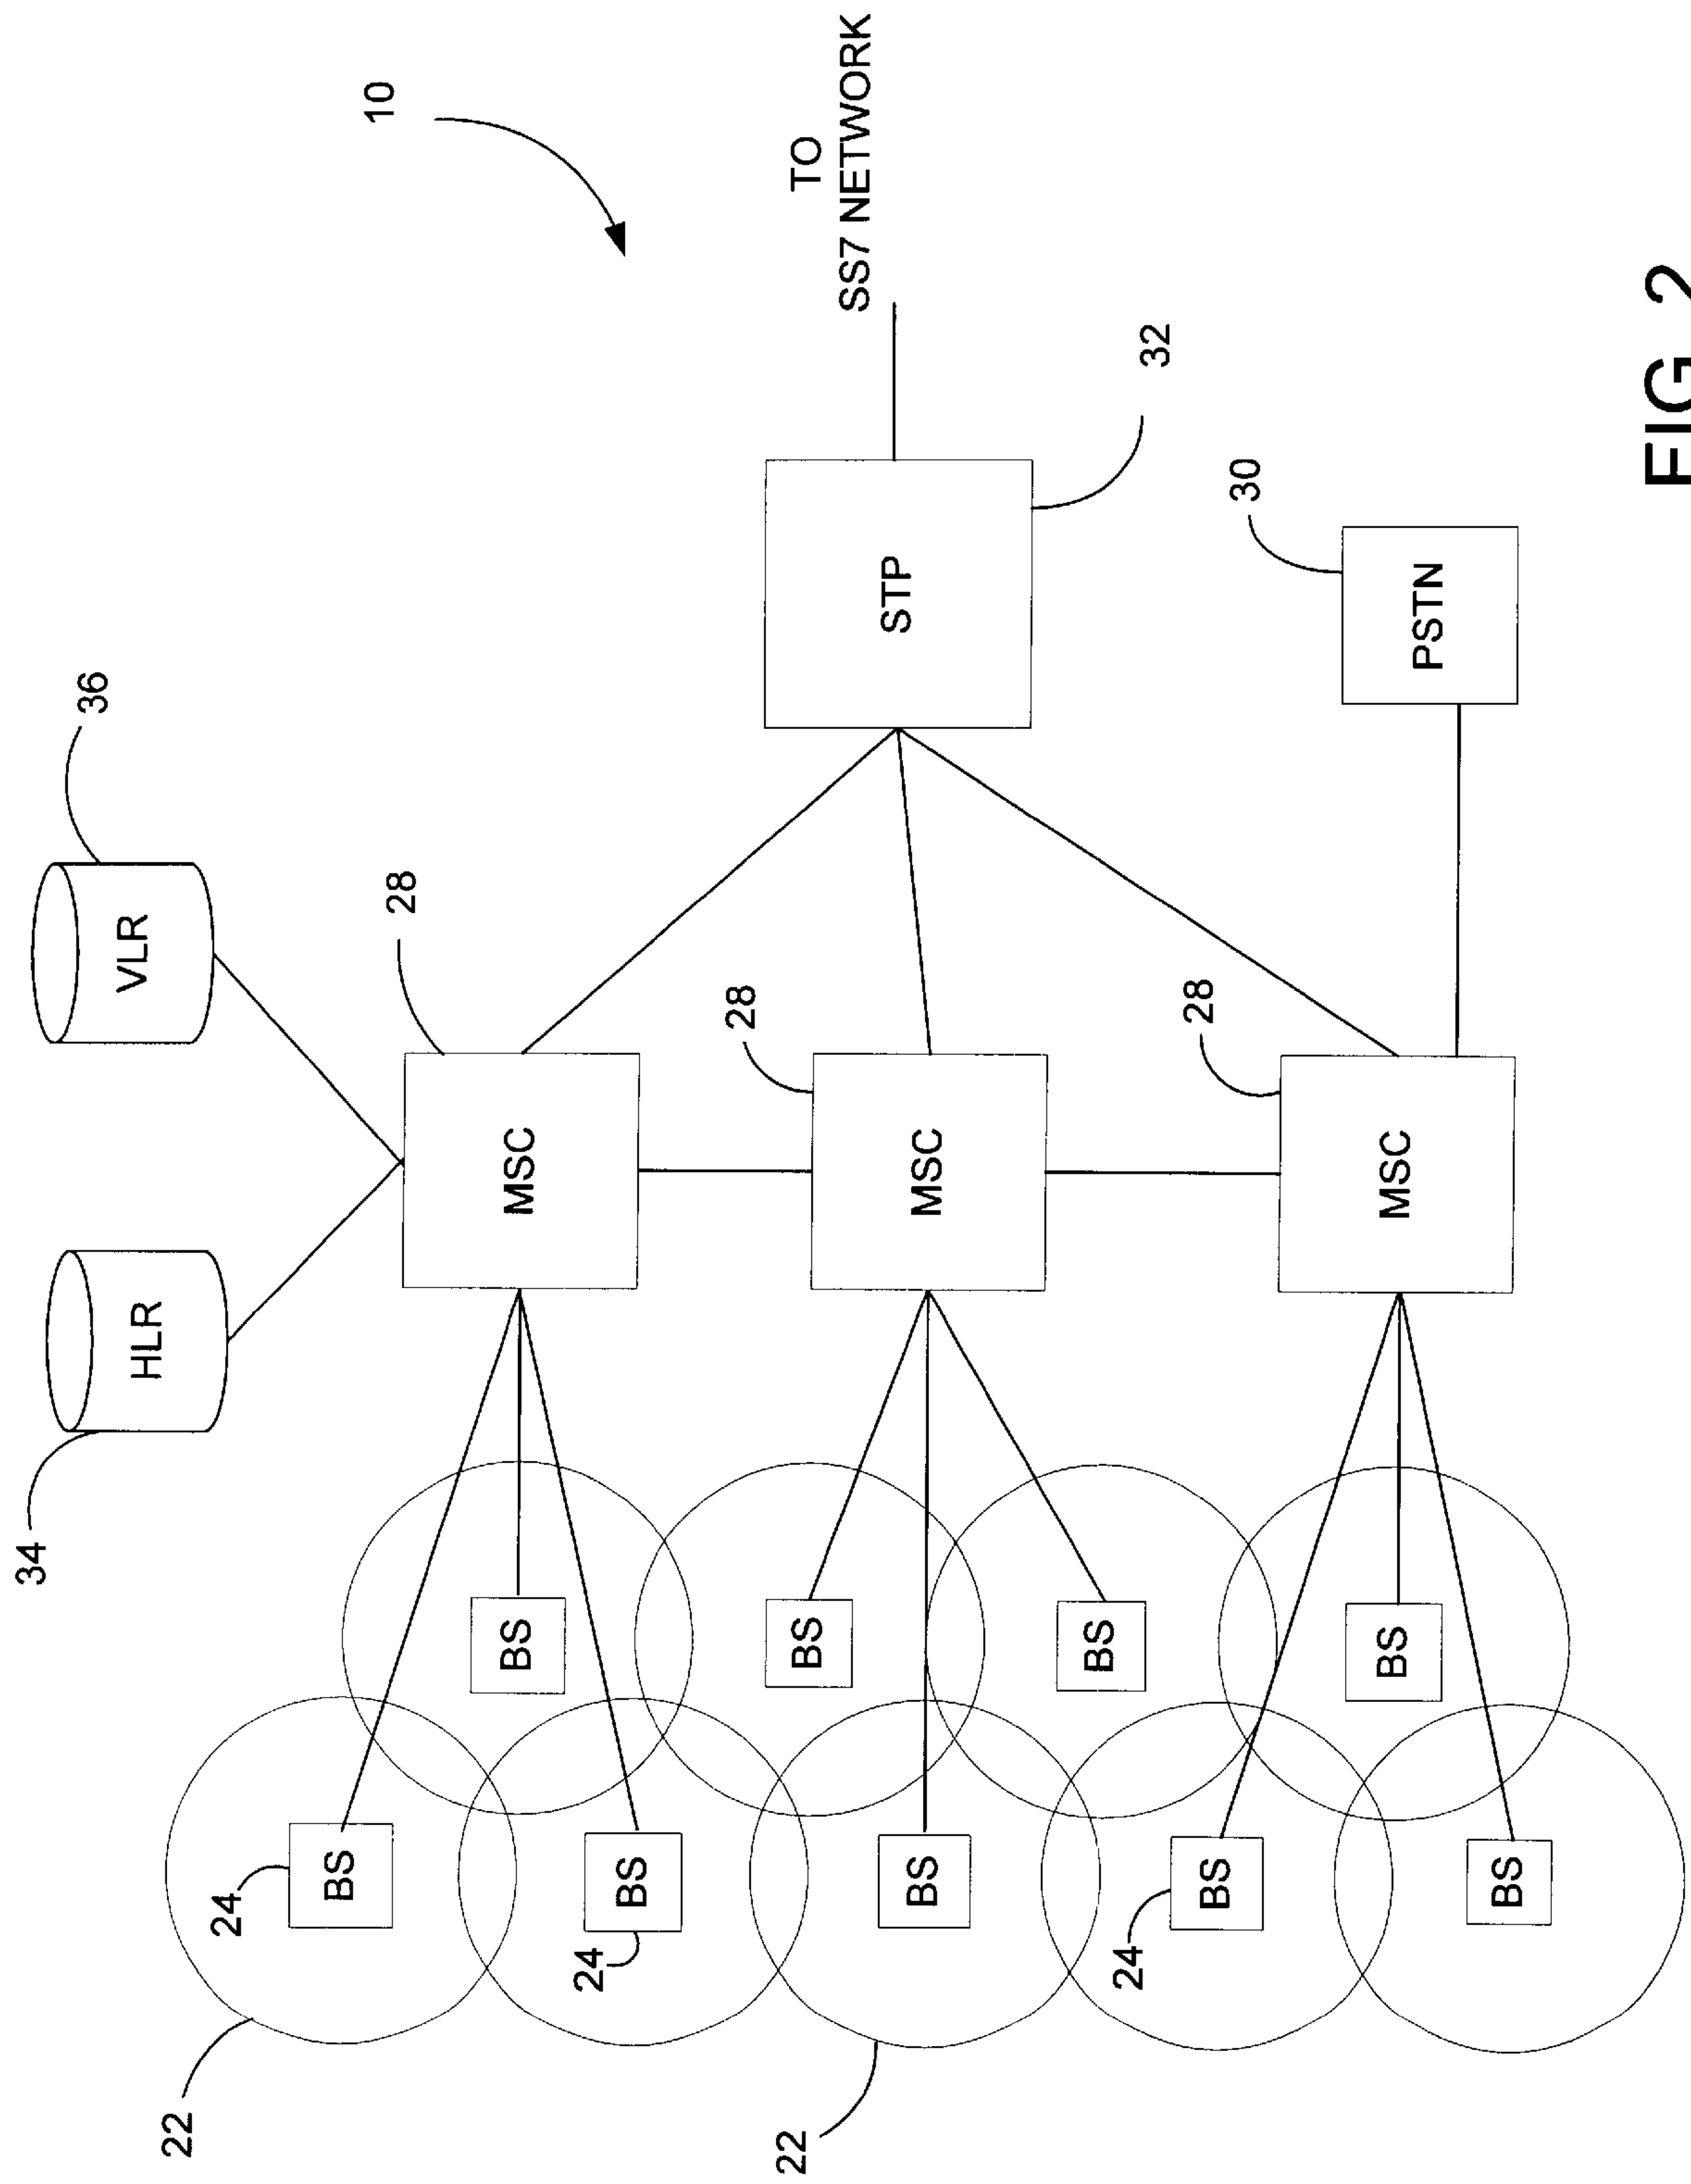 34
36
VLR
HLR
22
24
BS
10
28
BS
MSC
24
BS
28
22
TO
SS7 NETWORK
BS
STP
BS
MSC
BS
24
32
28
BS
30
BS
MSC
PSTN
BS
FIG 2